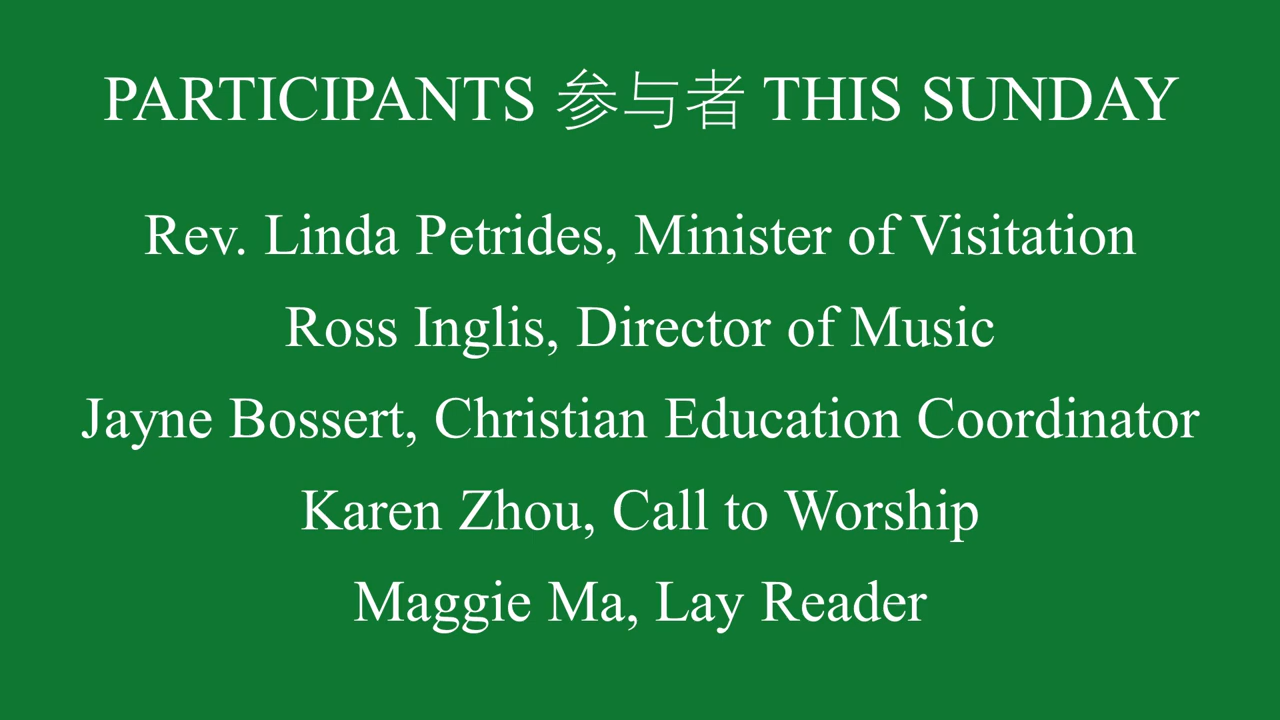 PARTICIPANTS 参与者 THIS SUNDAY
Rev. Linda Petrides, Minister of Visitation
Ross Inglis, Director of Music
Jayne Bossert, Christian Education Coordinator
Karen Zhou, Call to Worship
Maggie Ma, Lay Reader